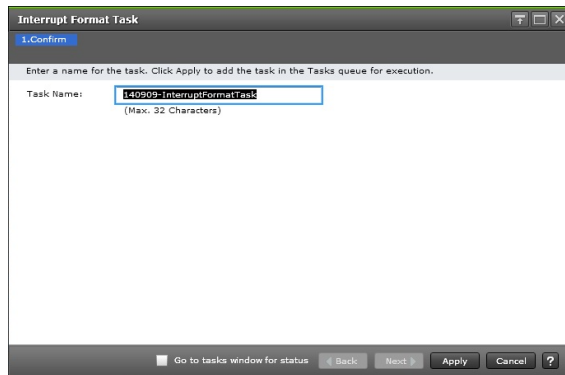 Interrupt Format Task
1.Confirm
Enter a name for the task. Click Apply to add the task in the Tasks queue for execution.
Task Name:
140909-InterruptFormatTask
(Max. 32 Characters)
Go to tasks window for status
Back
Next
Apply
Cancel
?